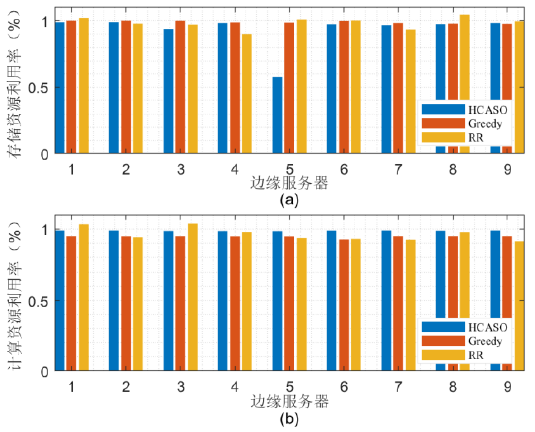 存储资源利用率（%）
1
0.5
0
HCASO
Greedy
RR
1 2 3 4 5 6 7 8 9
边缘服务器
(a)
计算资源利用率（%）
1
0.5
0
HCASO
Greedy
RR
1 2 3 4 5 6 7 8 9
边缘服务器
(b)